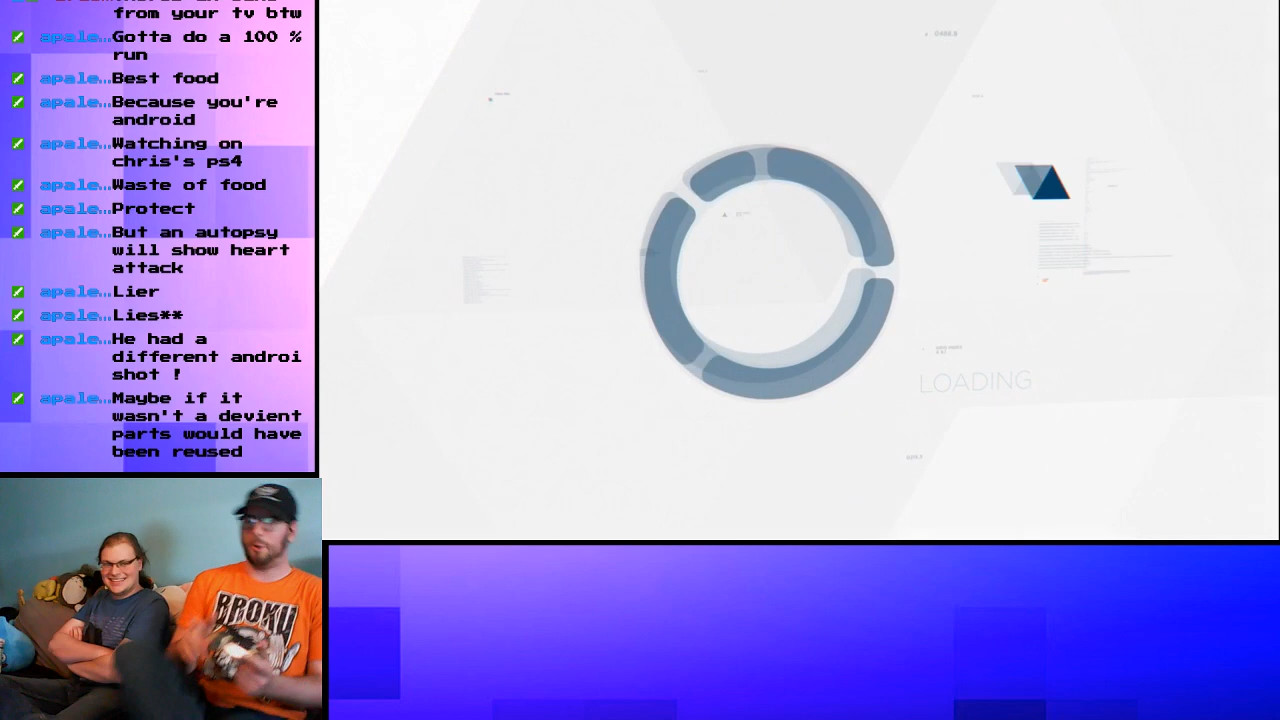 from your tv btw
apale...Gotta do a 100 %
run
apale...Best food
apale...Because you're
android
apale...Watching on
chris's ps4
apale...Waste of food
apale...Protect
apale...But an autopsy
will show heart
attack
apale...Lier
apale...Lies**
apale...He had a
different androi
shot !
apale...Maybe if it
wasn't a devient
parts would have
been reused
LOADING
BROKU